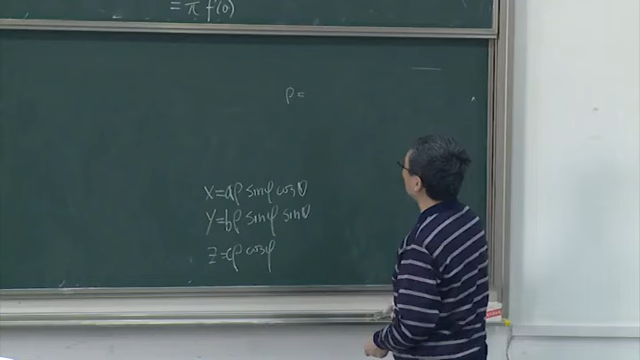 = π f(0)
ρ =
x = aρ sinφ cosθ
y = bρ sinφ sinθ
z = cρ cosφ